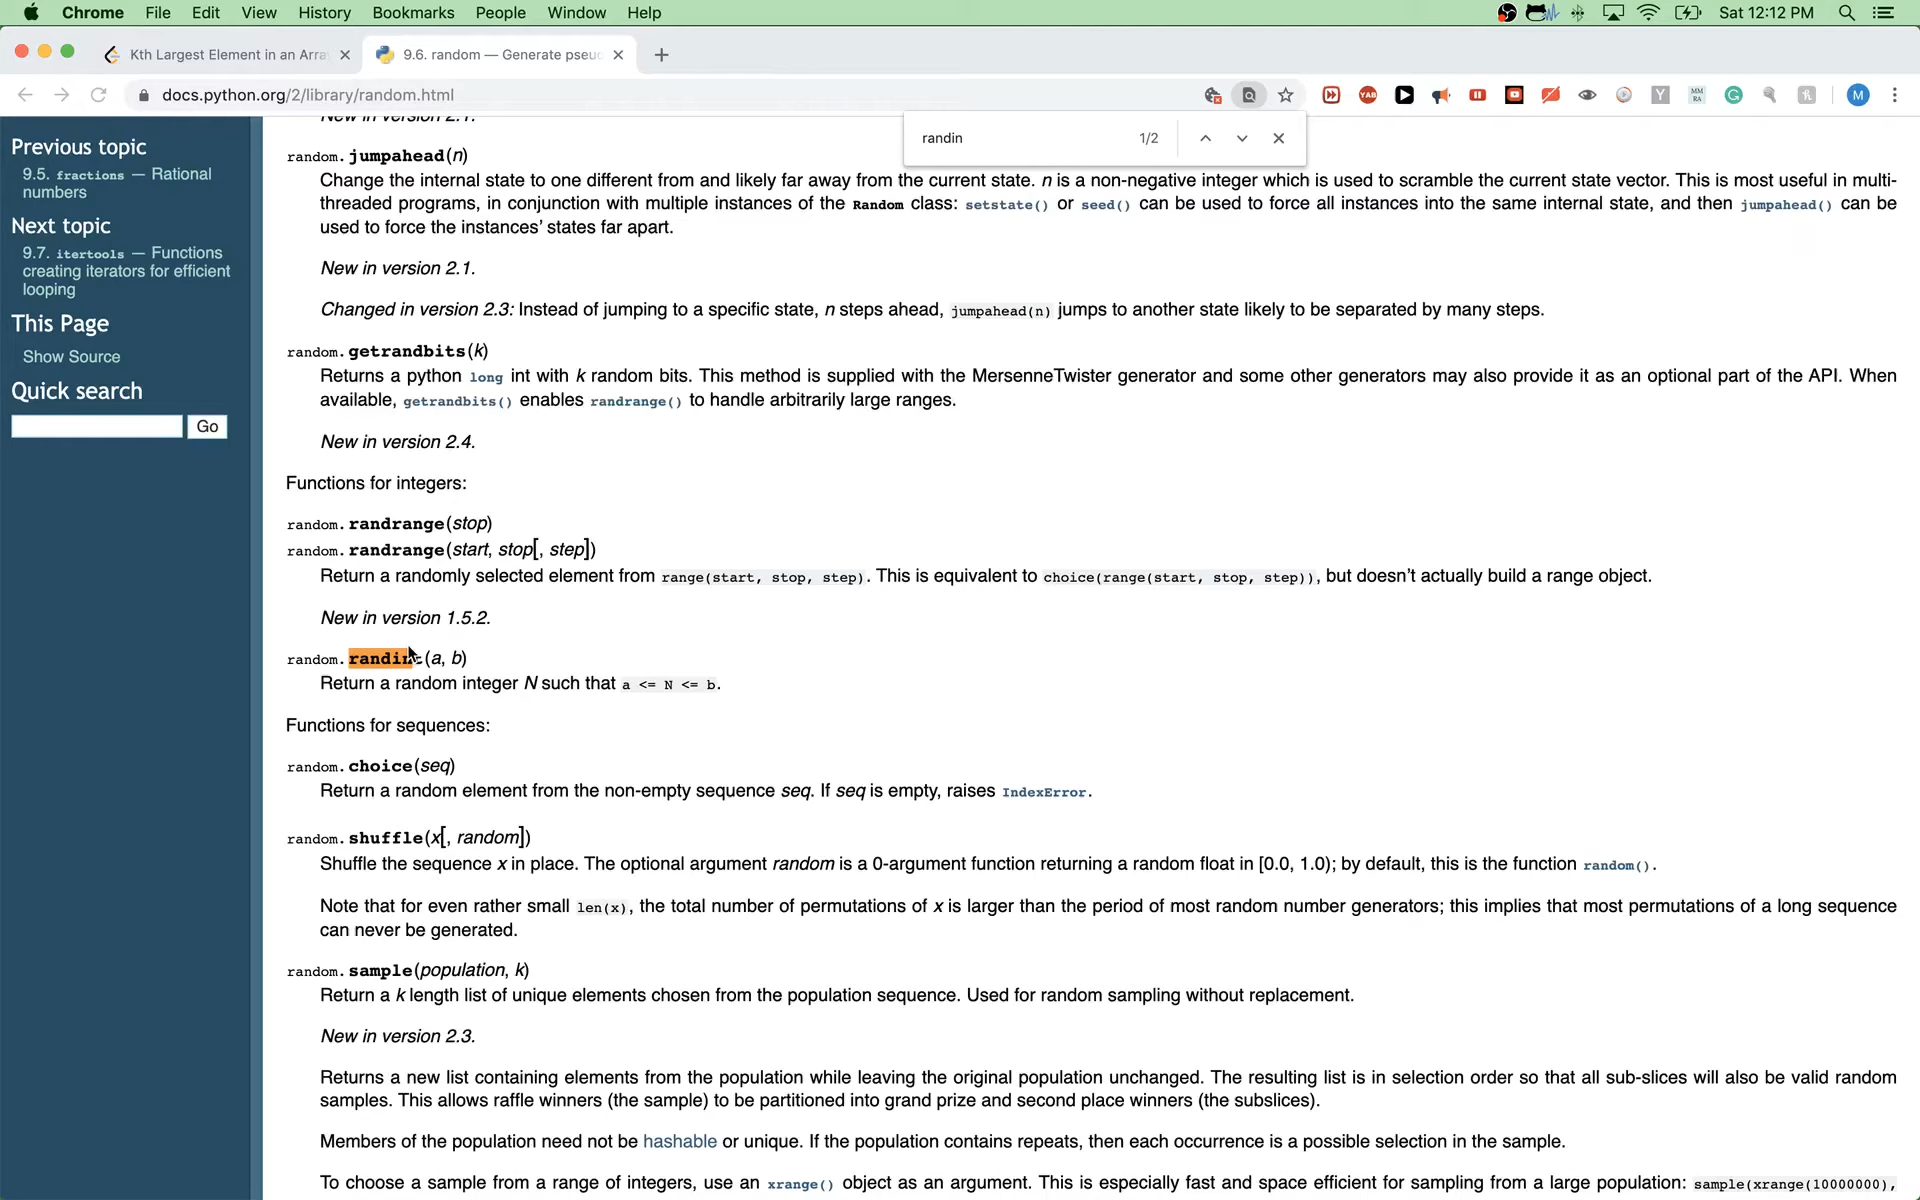 Chrome File Edit View History Bookmarks People Window Help Sat 12:12 PM
Kth Largest Element in an Arra 9.6. random — Generate pseud
docs.python.org/2/library/random.html
randin 1/2
Previous topic
9.5. fractions — Rational
numbers
Next topic
9.7. itertools — Functions
creating iterators for efficient
looping
This Page
Show Source
Quick search
Go
New in version 2.1.
random.jumpahead(n)
Change the internal state to one different from and likely far away from the current state. n is a non-negative integer which is used to scramble the current state vector. This is most useful in multi-
threaded programs, in conjunction with multiple instances of the Random class: setstate() or seed() can be used to force all instances into the same internal state, and then jumpahead() can be
used to force the instances' states far apart.
New in version 2.1.
Changed in version 2.3: Instead of jumping to a specific state, n steps ahead, jumpahead(n) jumps to another state likely to be separated by many steps.
random.getrandbits(k)
Returns a python long int with k random bits. This method is supplied with the MersenneTwister generator and some other generators may also provide it as an optional part of the API. When
available, getrandbits() enables randrange() to handle arbitrarily large ranges.
New in version 2.4.
Functions for integers:
random.randrange(stop)
random.randrange(start, stop[, step])
Return a randomly selected element from range(start, stop, step). This is equivalent to choice(range(start, stop, step)), but doesn't actually build a range object.
New in version 1.5.2.
random.randint(a, b)
Return a random integer N such that a <= N <= b.
Functions for sequences:
random.choice(seq)
Return a random element from the non-empty sequence seq. If seq is empty, raises IndexError.
random.shuffle(x[, random])
Shuffle the sequence x in place. The optional argument random is a 0-argument function returning a random float in [0.0, 1.0); by default, this is the function random().
Note that for even rather small len(x), the total number of permutations of x is larger than the period of most random number generators; this implies that most permutations of a long sequence
can never be generated.
random.sample(population, k)
Return a k length list of unique elements chosen from the population sequence. Used for random sampling without replacement.
New in version 2.3.
Returns a new list containing elements from the population while leaving the original population unchanged. The resulting list is in selection order so that all sub-slices will also be valid random
samples. This allows raffle winners (the sample) to be partitioned into grand prize and second place winners (the subslices).
Members of the population need not be hashable or unique. If the population contains repeats, then each occurrence is a possible selection in the sample.
To choose a sample from a range of integers, use an xrange() object as an argument. This is especially fast and space efficient for sampling from a large population: sample(xrange(10000000),